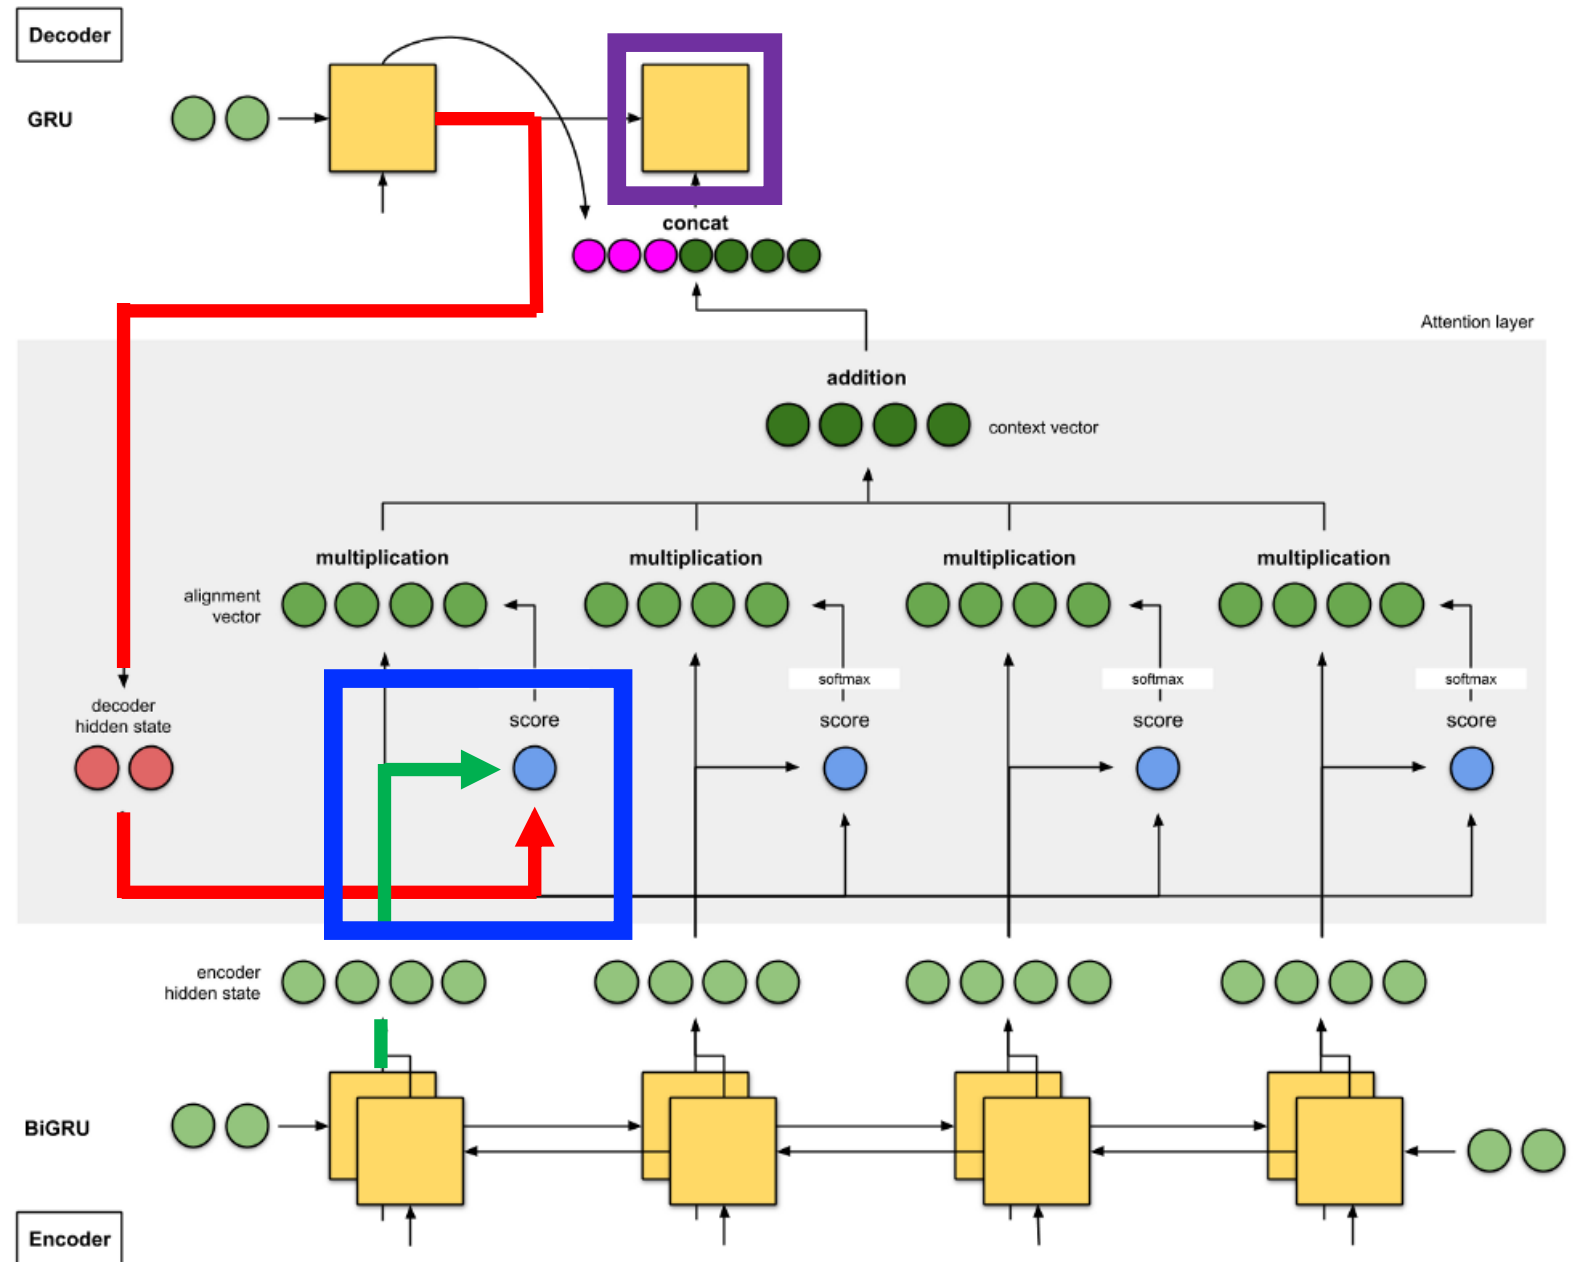 Decoder
GRU
concat
Attention layer
addition
context vector
multiplication
multiplication
multiplication
multiplication
alignment
vector
softmax
softmax
softmax
decoder
hidden state
score
score
score
score
encoder
hidden state
BiGRU
Encoder